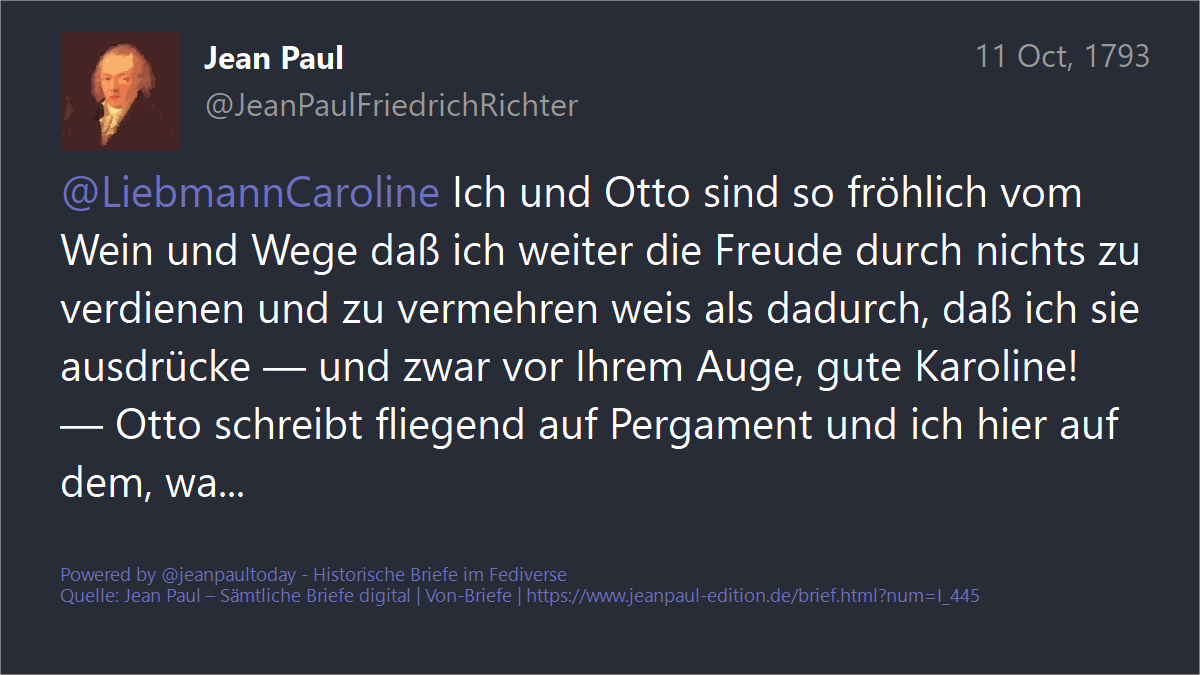 Jean Paul
11 Oct, 1793
@JeanPaulFriedrichRichter
@LiebmannCaroline Ich und Otto sind so fröhlich vom
Wein und Wege daß ich weiter die Freude durch nichts zu
verdienen und zu vermehren weis als dadurch, daß ich sie
ausdrücke — und zwar vor Ihrem Auge, gute Karoline!
— Otto schreibt fliegend auf Pergament und ich hier auf
dem, wa...
Powered by @jeanpaultoday - Historische Briefe im Fediverse
Quelle: Jean Paul – Sämtliche Briefe digital | Von-Briefe | https://www.jeanpaul-edition.de/brief.html?num=I_445